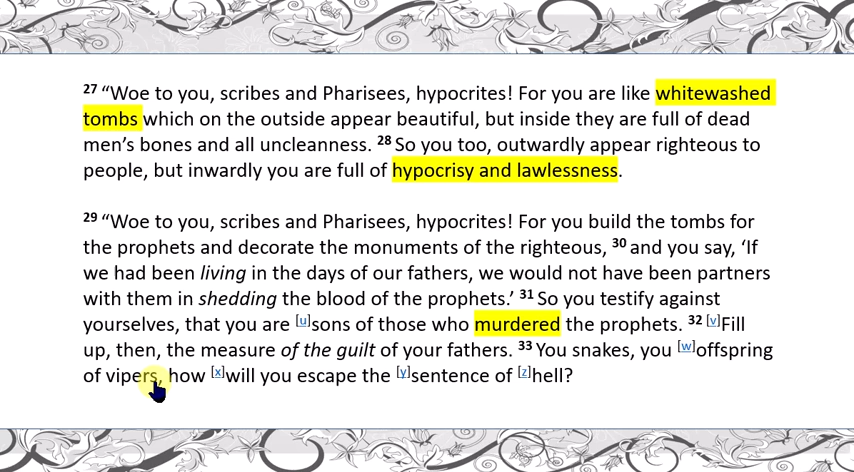 27 “Woe to you, scribes and Pharisees, hypocrites! For you are like whitewashed
tombs which on the outside appear beautiful, but inside they are full of dead
men’s bones and all uncleanness. 28 So you too, outwardly appear righteous to
people, but inwardly you are full of hypocrisy and lawlessness.
29 “Woe to you, scribes and Pharisees, hypocrites! For you build the tombs for
the prophets and decorate the monuments of the righteous, 30 and you say, ‘If
we had been living in the days of our fathers, we would not have been partners
with them in shedding the blood of the prophets.’ 31 So you testify against
yourselves, that you are [u]sons of those who murdered the prophets. 32 [v]Fill
up, then, the measure of the guilt of your fathers. 33 You snakes, you [w]offspring
of vipers, how [x]will you escape the [y]sentence of [z]hell?